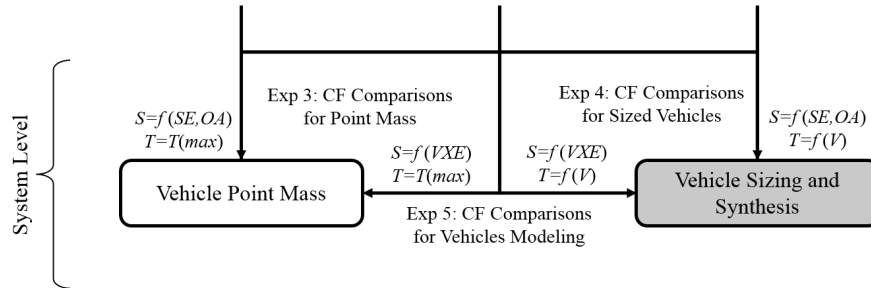 System Level
Exp 3: CF Comparisons
for Point Mass
Exp 4: CF Comparisons
for Sized Vehicles
S=f(SE,OA)
T=T(max)
S=f(SE,OA)
T=f(V)
S=f(VXE)
T=T(max)
S=f(VXE)
T=f(V)
Vehicle Point Mass
Vehicle Sizing and
Synthesis
Exp 5: CF Comparisons
for Vehicles Modeling